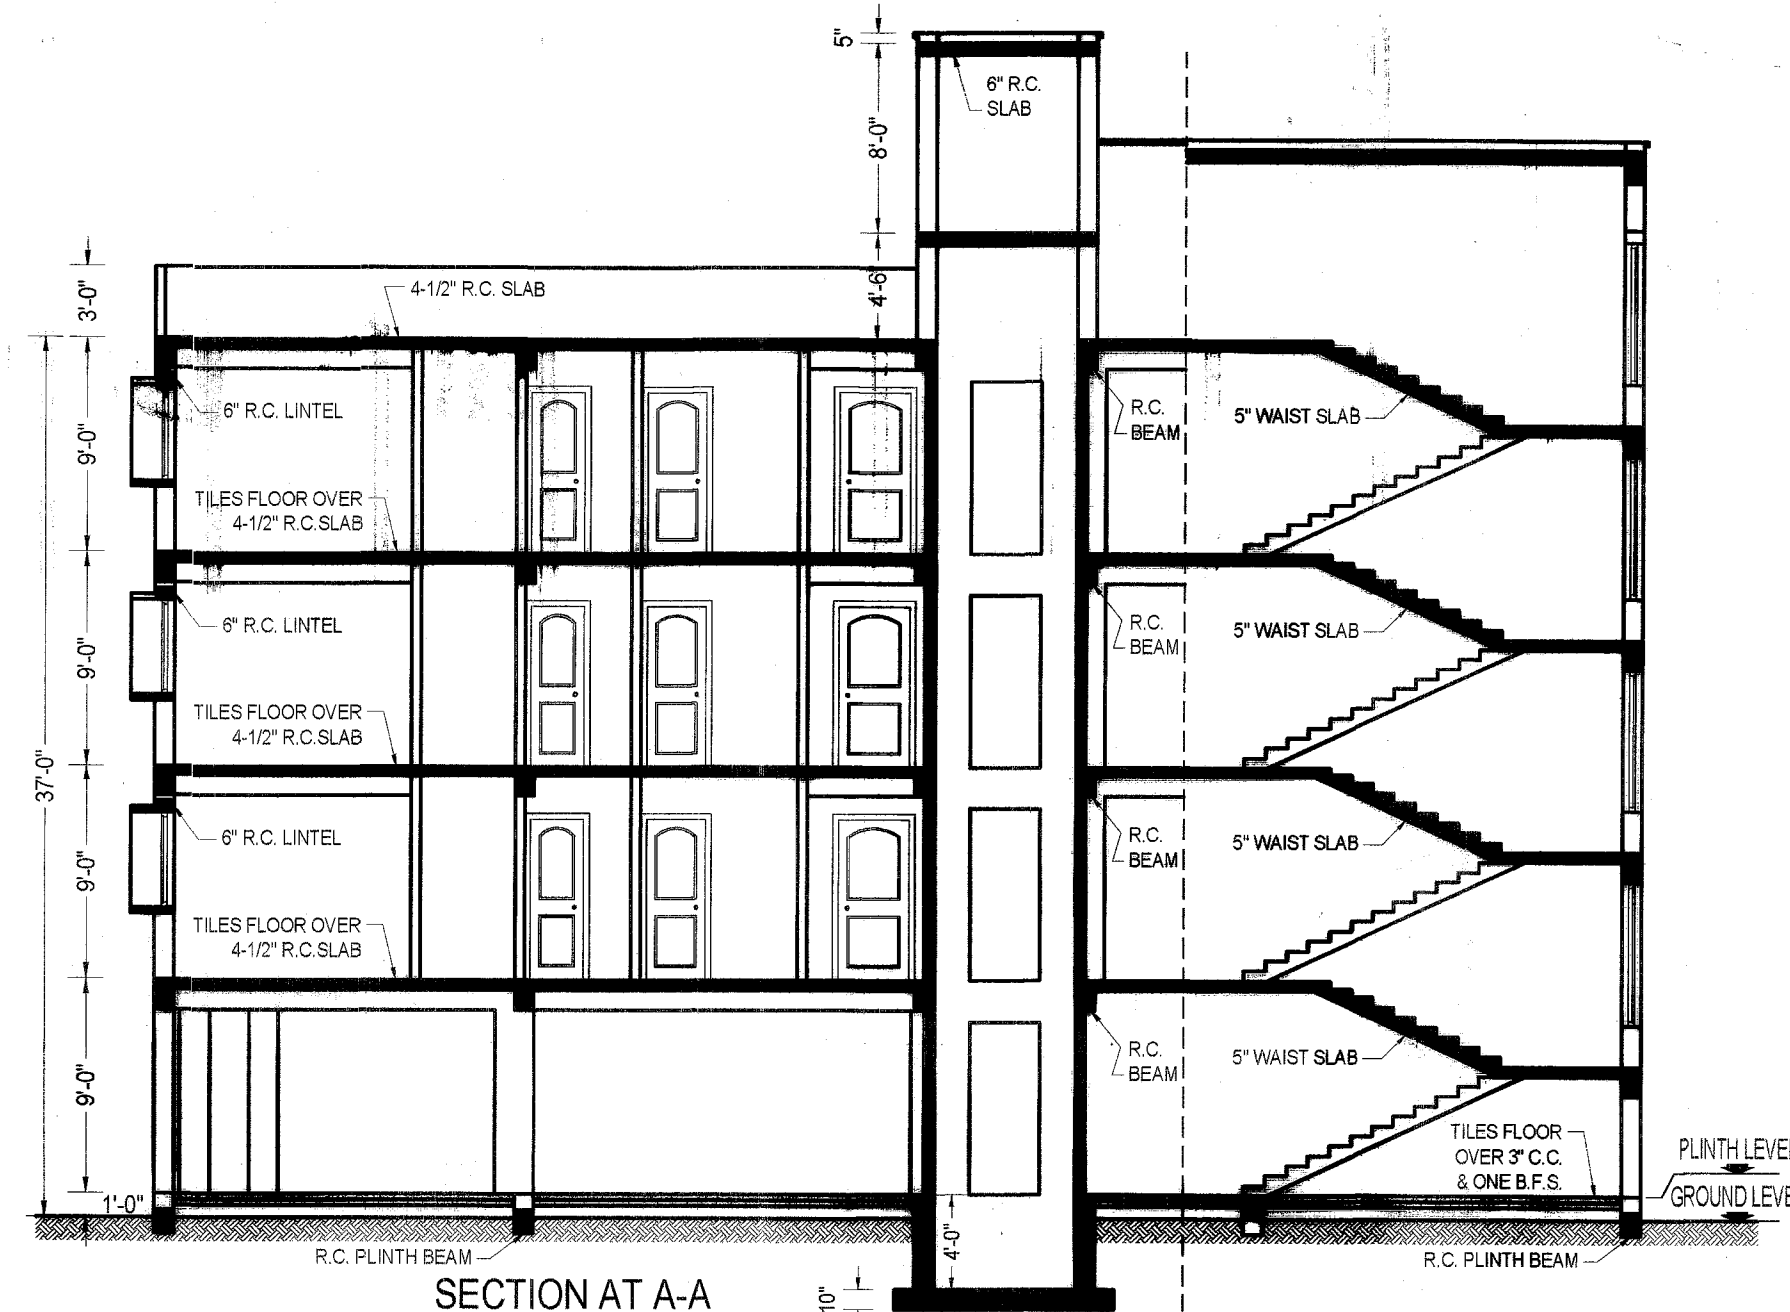 5"
6" R.C.
SLAB
8'-0"
4'-6
3'-0"
4-1/2" R.C. SLAB
6" R.C. LINTEL
R.C.
BEAM
5" WAIST SLAB
9'-0"
TILES FLOOR OVER
4-1/2" R.C.SLAB
6" R.C. LINTEL
R.C.
BEAM
5" WAIST SLAB
9'-0"
TILES FLOOR OVER
4-1/2" R.C.SLAB
37'-0"
6" R.C. LINTEL
R.C.
BEAM
5" WAIST SLAB
9'-0"
TILES FLOOR OVER
4-1/2" R.C.SLAB
R.C.
BEAM
5" WAIST SLAB
9'-0"
TILES FLOOR
OVER 3" C.C.
& ONE B.F.S.
PLINTH LEVE
GROUND LEVE
1'-0"
4'-0"
R.C. PLINTH BEAM
R.C. PLINTH BEAM
SECTION AT A-A
10"